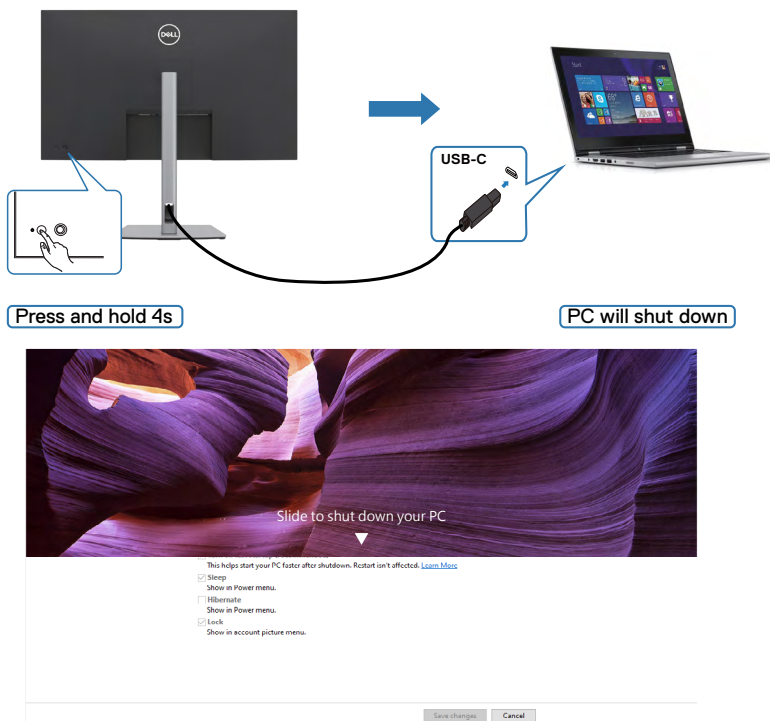 DELL
Start
USB-C
Press and hold 4s
PC will shut down
Slide to shut down your PC
This helps start your PC faster after shutdown. Restart isn't affected. Learn More
Sleep
Show in Power menu.
Hibernate
Show in Power menu.
Lock
Show in account picture menu.
Save changes
Cancel